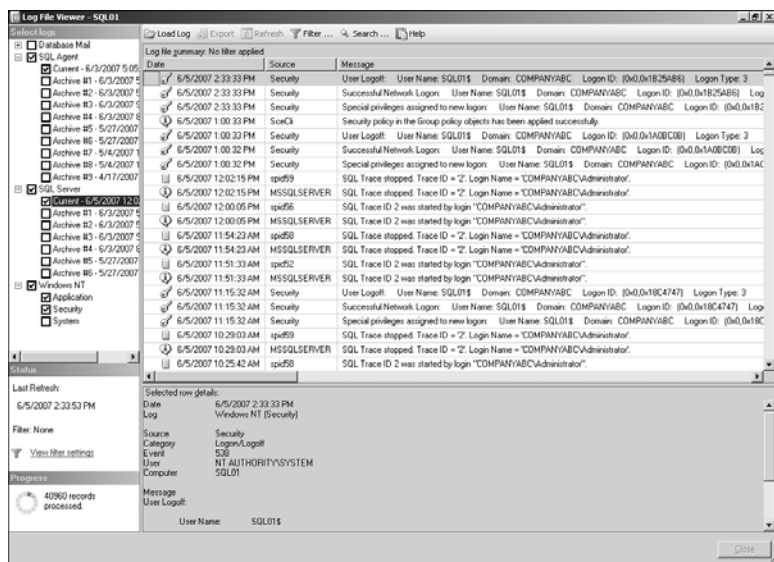 Log File Viewer - SQL01
Select logs
Database Mail
SQL Agent
Current - 6/3/2007 5:05
Archive #1 - 6/3/2007 5
Archive #2 - 6/3/2007
Archive #3 - 6/3/2007
Archive #4 - 6/3/2007
Archive #5 - 5/27/2007
Archive #6 - 5/27/2007
Archive #7 - 5/4/2007 1
Archive #8 - 5/4/2007 1
Archive #9 - 4/17/2007
SQL Server
Current - 6/5/2007 12:0
Archive #1 - 6/3/2007
Archive #2 - 6/3/2007
Archive #3 - 6/3/2007
Archive #4 - 6/3/2007
Archive #5 - 5/27/2007
Archive #6 - 5/27/2007
Windows NT
Application
Security
System
Status
Last Refresh:
6/5/2007 2:33:53 PM
Filter: None
View filter settings
Progress
40960 records
processed.
Load Log Export Refresh Filter ... Search ... Help
Log file summary: No filter applied
Date Source Message
6/5/2007 2:33:33 PM Security User Logoff: User Name: SQL01$ Domain: COMPANYABC Logon ID: (0x0,0x1B25AB6) Logon Type: 3
6/5/2007 2:33:33 PM Security Successful Network Logon: User Name: SQL01$ Domain: COMPANYABC Logon ID: (0x0,0x1B25AB6) Log
6/5/2007 2:33:33 PM Security Special privileges assigned to new logon: User Name: SQL01$ Domain: COMPANYABC Logon ID: (0x0,0x1B2
6/5/2007 1:00:33 PM SceCli Security policy in the Group policy objects has been applied successfully.
6/5/2007 1:00:33 PM Security User Logoff: User Name: SQL01$ Domain: COMPANYABC Logon ID: (0x0,0x1A0BC0B) Logon Type: 3
6/5/2007 1:00:32 PM Security Successful Network Logon: User Name: SQL01$ Domain: COMPANYABC Logon ID: (0x0,0x1A0BC0B) Log
6/5/2007 1:00:32 PM Security Special privileges assigned to new logon: User Name: SQL01$ Domain: COMPANYABC Logon ID: (0x0,0x1A0
6/5/2007 12:02:15 PM spid59 SQL Trace stopped. Trace ID = '2'. Login Name = 'COMPANYABC\Administrator'.
6/5/2007 12:02:15 PM MSSQLSERVER SQL Trace stopped. Trace ID = '2'. Login Name = 'COMPANYABC\Administrator'.
6/5/2007 12:00:05 PM spid56 SQL Trace ID 2 was started by login "COMPANYABC\Administrator".
6/5/2007 12:00:05 PM MSSQLSERVER SQL Trace ID 2 was started by login "COMPANYABC\Administrator".
6/5/2007 11:54:23 AM spid58 SQL Trace stopped. Trace ID = '2'. Login Name = 'COMPANYABC\Administrator'.
6/5/2007 11:54:23 AM MSSQLSERVER SQL Trace stopped. Trace ID = '2'. Login Name = 'COMPANYABC\Administrator'.
6/5/2007 11:51:33 AM spid52 SQL Trace ID 2 was started by login "COMPANYABC\Administrator".
6/5/2007 11:51:33 AM MSSQLSERVER SQL Trace ID 2 was started by login "COMPANYABC\Administrator".
6/5/2007 11:15:32 AM Security User Logoff: User Name: SQL01$ Domain: COMPANYABC Logon ID: (0x0,0x18C4747) Logon Type: 3
6/5/2007 11:15:32 AM Security Successful Network Logon: User Name: SQL01$ Domain: COMPANYABC Logon ID: (0x0,0x18C4747) Log
6/5/2007 11:15:32 AM Security Special privileges assigned to new logon: User Name: SQL01$ Domain: COMPANYABC Logon ID: (0x0,0x18C
6/5/2007 10:29:03 AM spid59 SQL Trace stopped. Trace ID = '2'. Login Name = 'COMPANYABC\Administrator'.
6/5/2007 10:29:03 AM MSSQLSERVER SQL Trace stopped. Trace ID = '2'. Login Name = 'COMPANYABC\Administrator'.
6/5/2007 10:25:42 AM spid58 SQL Trace ID 2 was started by login "COMPANYABC\Administrator".
Selected row details:
Date 6/5/2007 2:33:33 PM
Log Windows NT (Security)
Source Security
Category Logon/Logoff
Event 538
User NT AUTHORITY\SYSTEM
Computer SQL01
Message
User Logoff:
User Name: SQL01$
Close